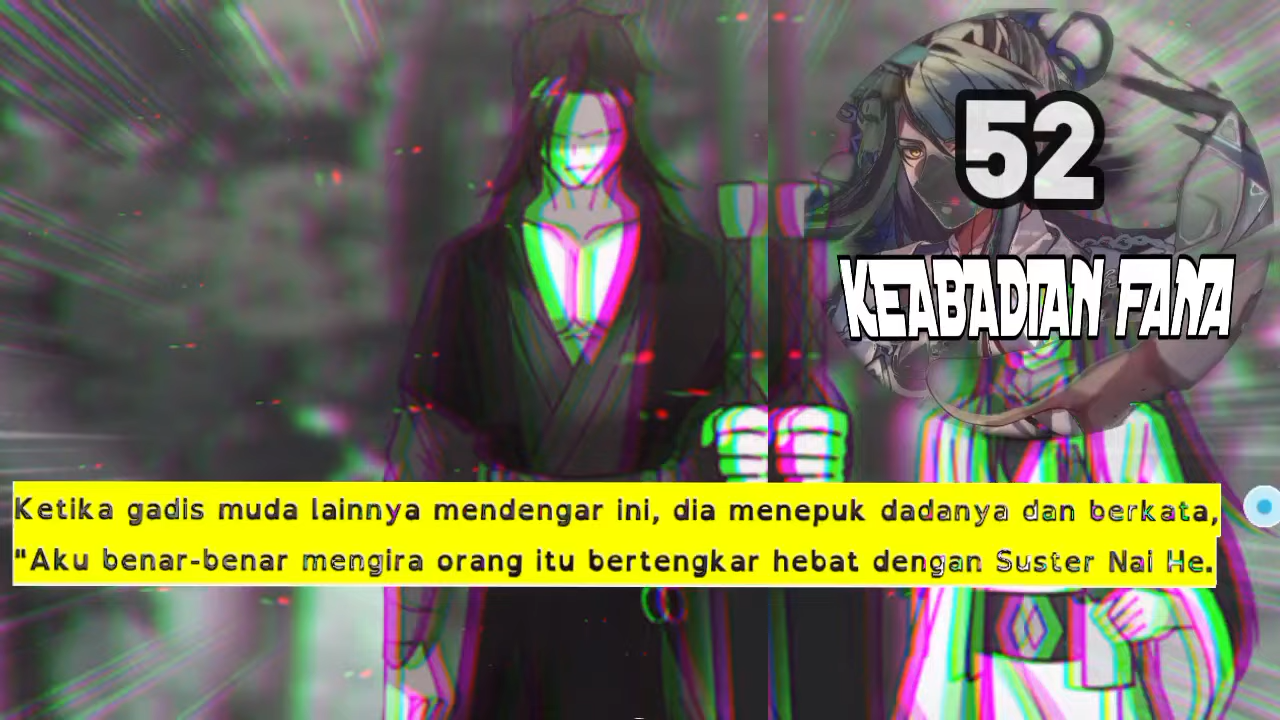 52
KEABADIAN FANA
Ketika gadis muda lainnya mendengar ini, dia menepuk dadanya dan berkata,
"Aku benar-benar mengira orang itu bertengkar hebat dengan Suster Nai He.